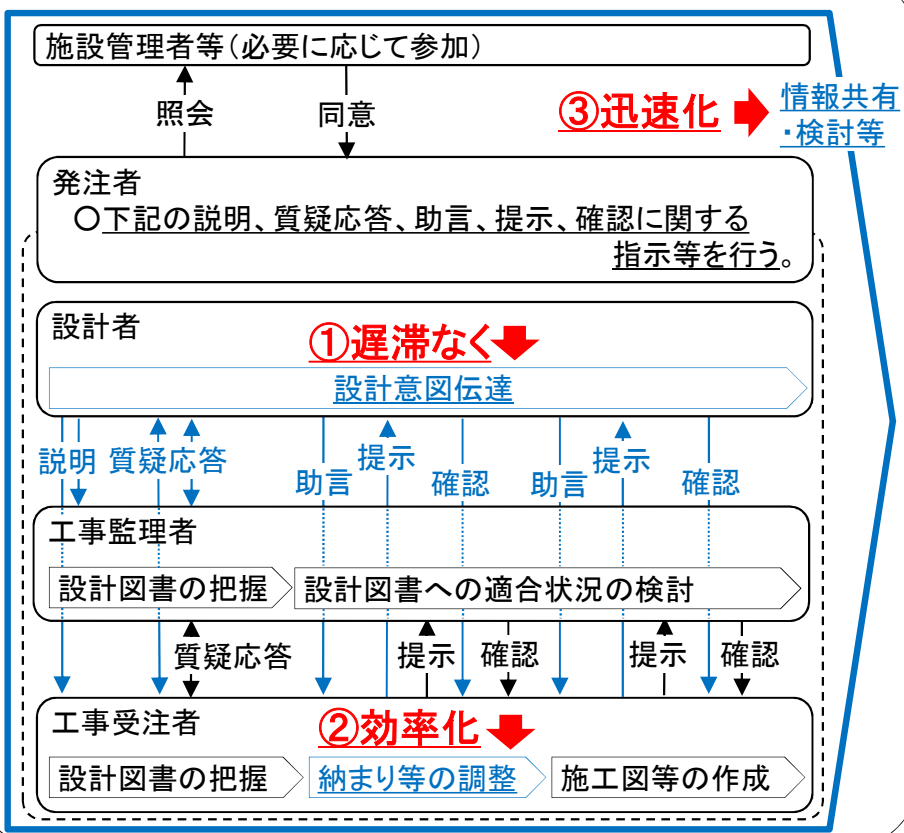 施設管理者等(必要に応じて参加)
照会
同意
③迅速化
情報共有
・検討等
発注者
○下記の説明、質疑応答、助言、提示、確認に関する
指示等を行う。
設計者
①遅滞なく
設計意図伝達
説明
質疑応答
助言
提示
確認
助言
提示
確認
工事監理者
設計図書の把握
設計図書への適合状況の検討
質疑応答
提示
確認
提示
確認
工事受注者
②効率化
設計図書の把握
納まり等の調整
施工図等の作成